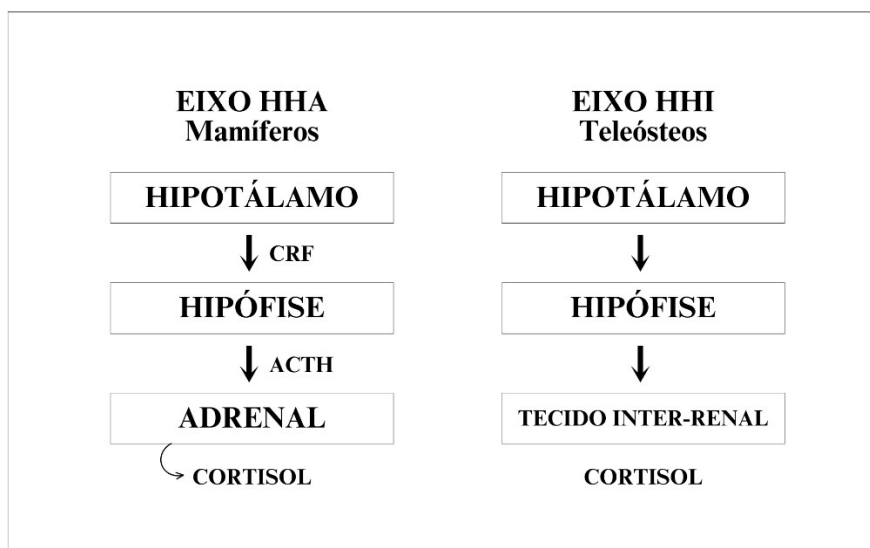 EIXO HHA
Mamíferos
HIPOTÁLAMO
CRF
HIPÓFISE
ACTH
ADRENAL
CORTISOL
EIXO HHI
Teleósteos
HIPOTÁLAMO
HIPÓFISE
TECIDO INTER-RENAL
CORTISOL